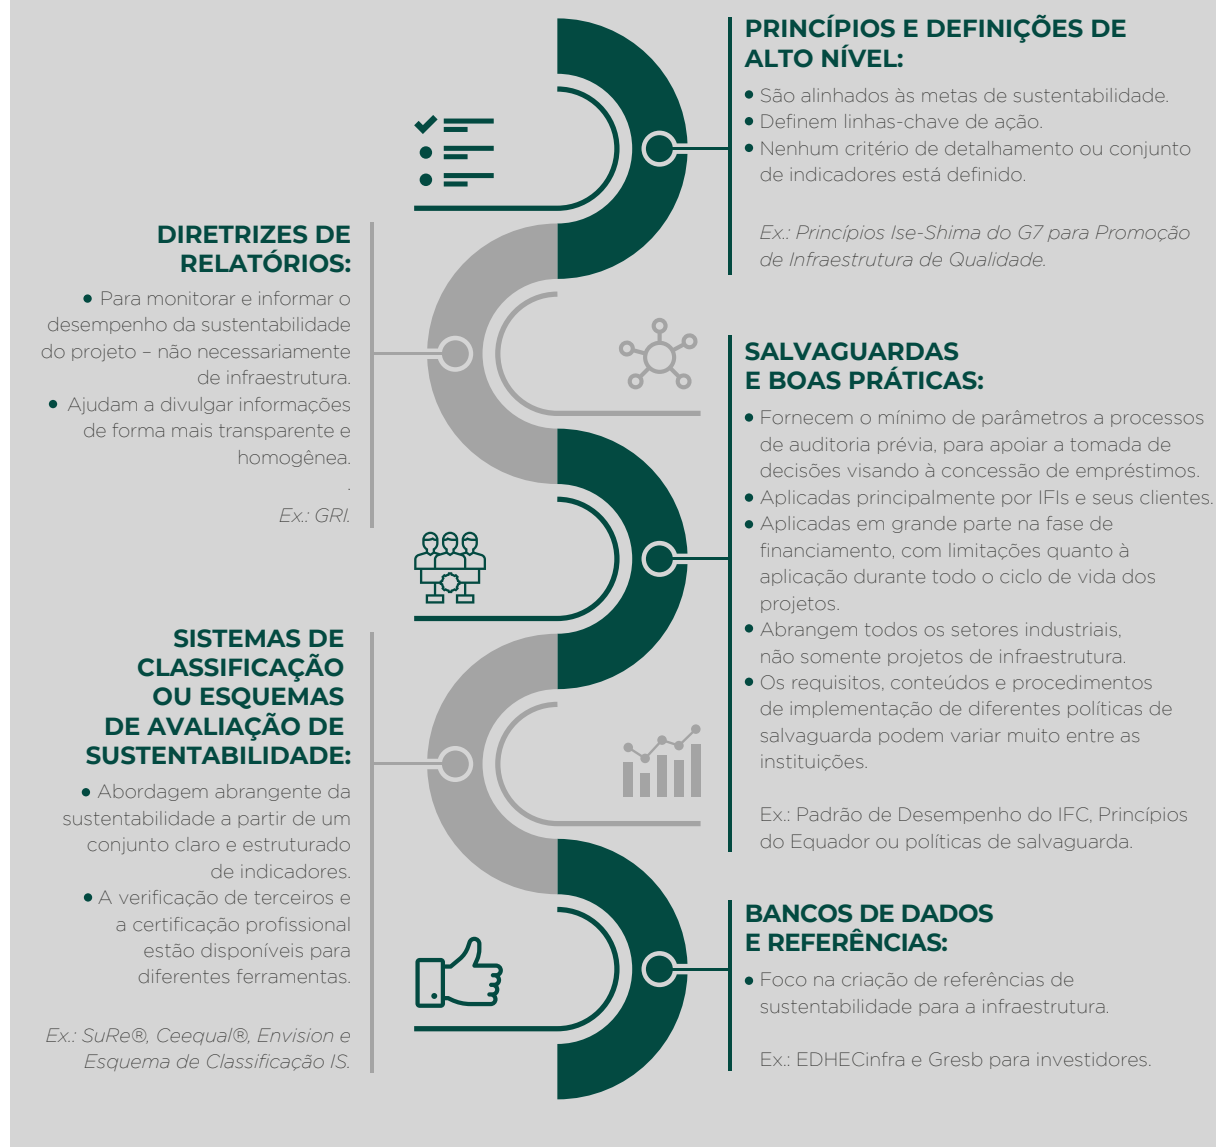 PRINCÍPIOS E DEFINIÇÕES DE
ALTO NÍVEL:
• São alinhados às metas de sustentabilidade.
• Definem linhas-chave de ação.
• Nenhum critério de detalhamento ou conjunto
de indicadores está definido.
Ex.: Princípios Ise-Shima do G7 para Promoção
de Infraestrutura de Qualidade.
DIRETRIZES DE
RELATÓRIOS:
• Para monitorar e informar o
desempenho da sustentabilidade
do projeto – não necessariamente
de infraestrutura.
• Ajudam a divulgar informações
de forma mais transparente e
homogênea.
.
Ex.: GRI.
SALVAGUARDAS
E BOAS PRÁTICAS:
• Fornecem o mínimo de parâmetros a processos
de auditoria prévia, para apoiar a tomada de
decisões visando à concessão de empréstimos.
• Aplicadas principalmente por IFIs e seus clientes.
• Aplicadas em grande parte na fase de
financiamento, com limitações quanto à
aplicação durante todo o ciclo de vida dos
projetos.
• Abrangem todos os setores industriais,
não somente projetos de infraestrutura.
• Os requisitos, conteúdos e procedimentos
de implementação de diferentes políticas de
salvaguarda podem variar muito entre as
instituições.
Ex.: Padrão de Desempenho do IFC, Princípios
do Equador ou políticas de salvaguarda.
SISTEMAS DE
CLASSIFICAÇÃO
OU ESQUEMAS
DE AVALIAÇÃO DE
SUSTENTABILIDADE:
• Abordagem abrangente da
sustentabilidade a partir de um
conjunto claro e estruturado
de indicadores.
• A verificação de terceiros e
a certificação profissional
estão disponíveis para
diferentes ferramentas.
Ex.: SuRe®, Ceequal®, Envision e
Esquema de Classificação IS.
BANCOS DE DADOS
E REFERÊNCIAS:
• Foco na criação de referências de
sustentabilidade para a infraestrutura.
Ex.: EDHECinfra e Gresb para investidores.